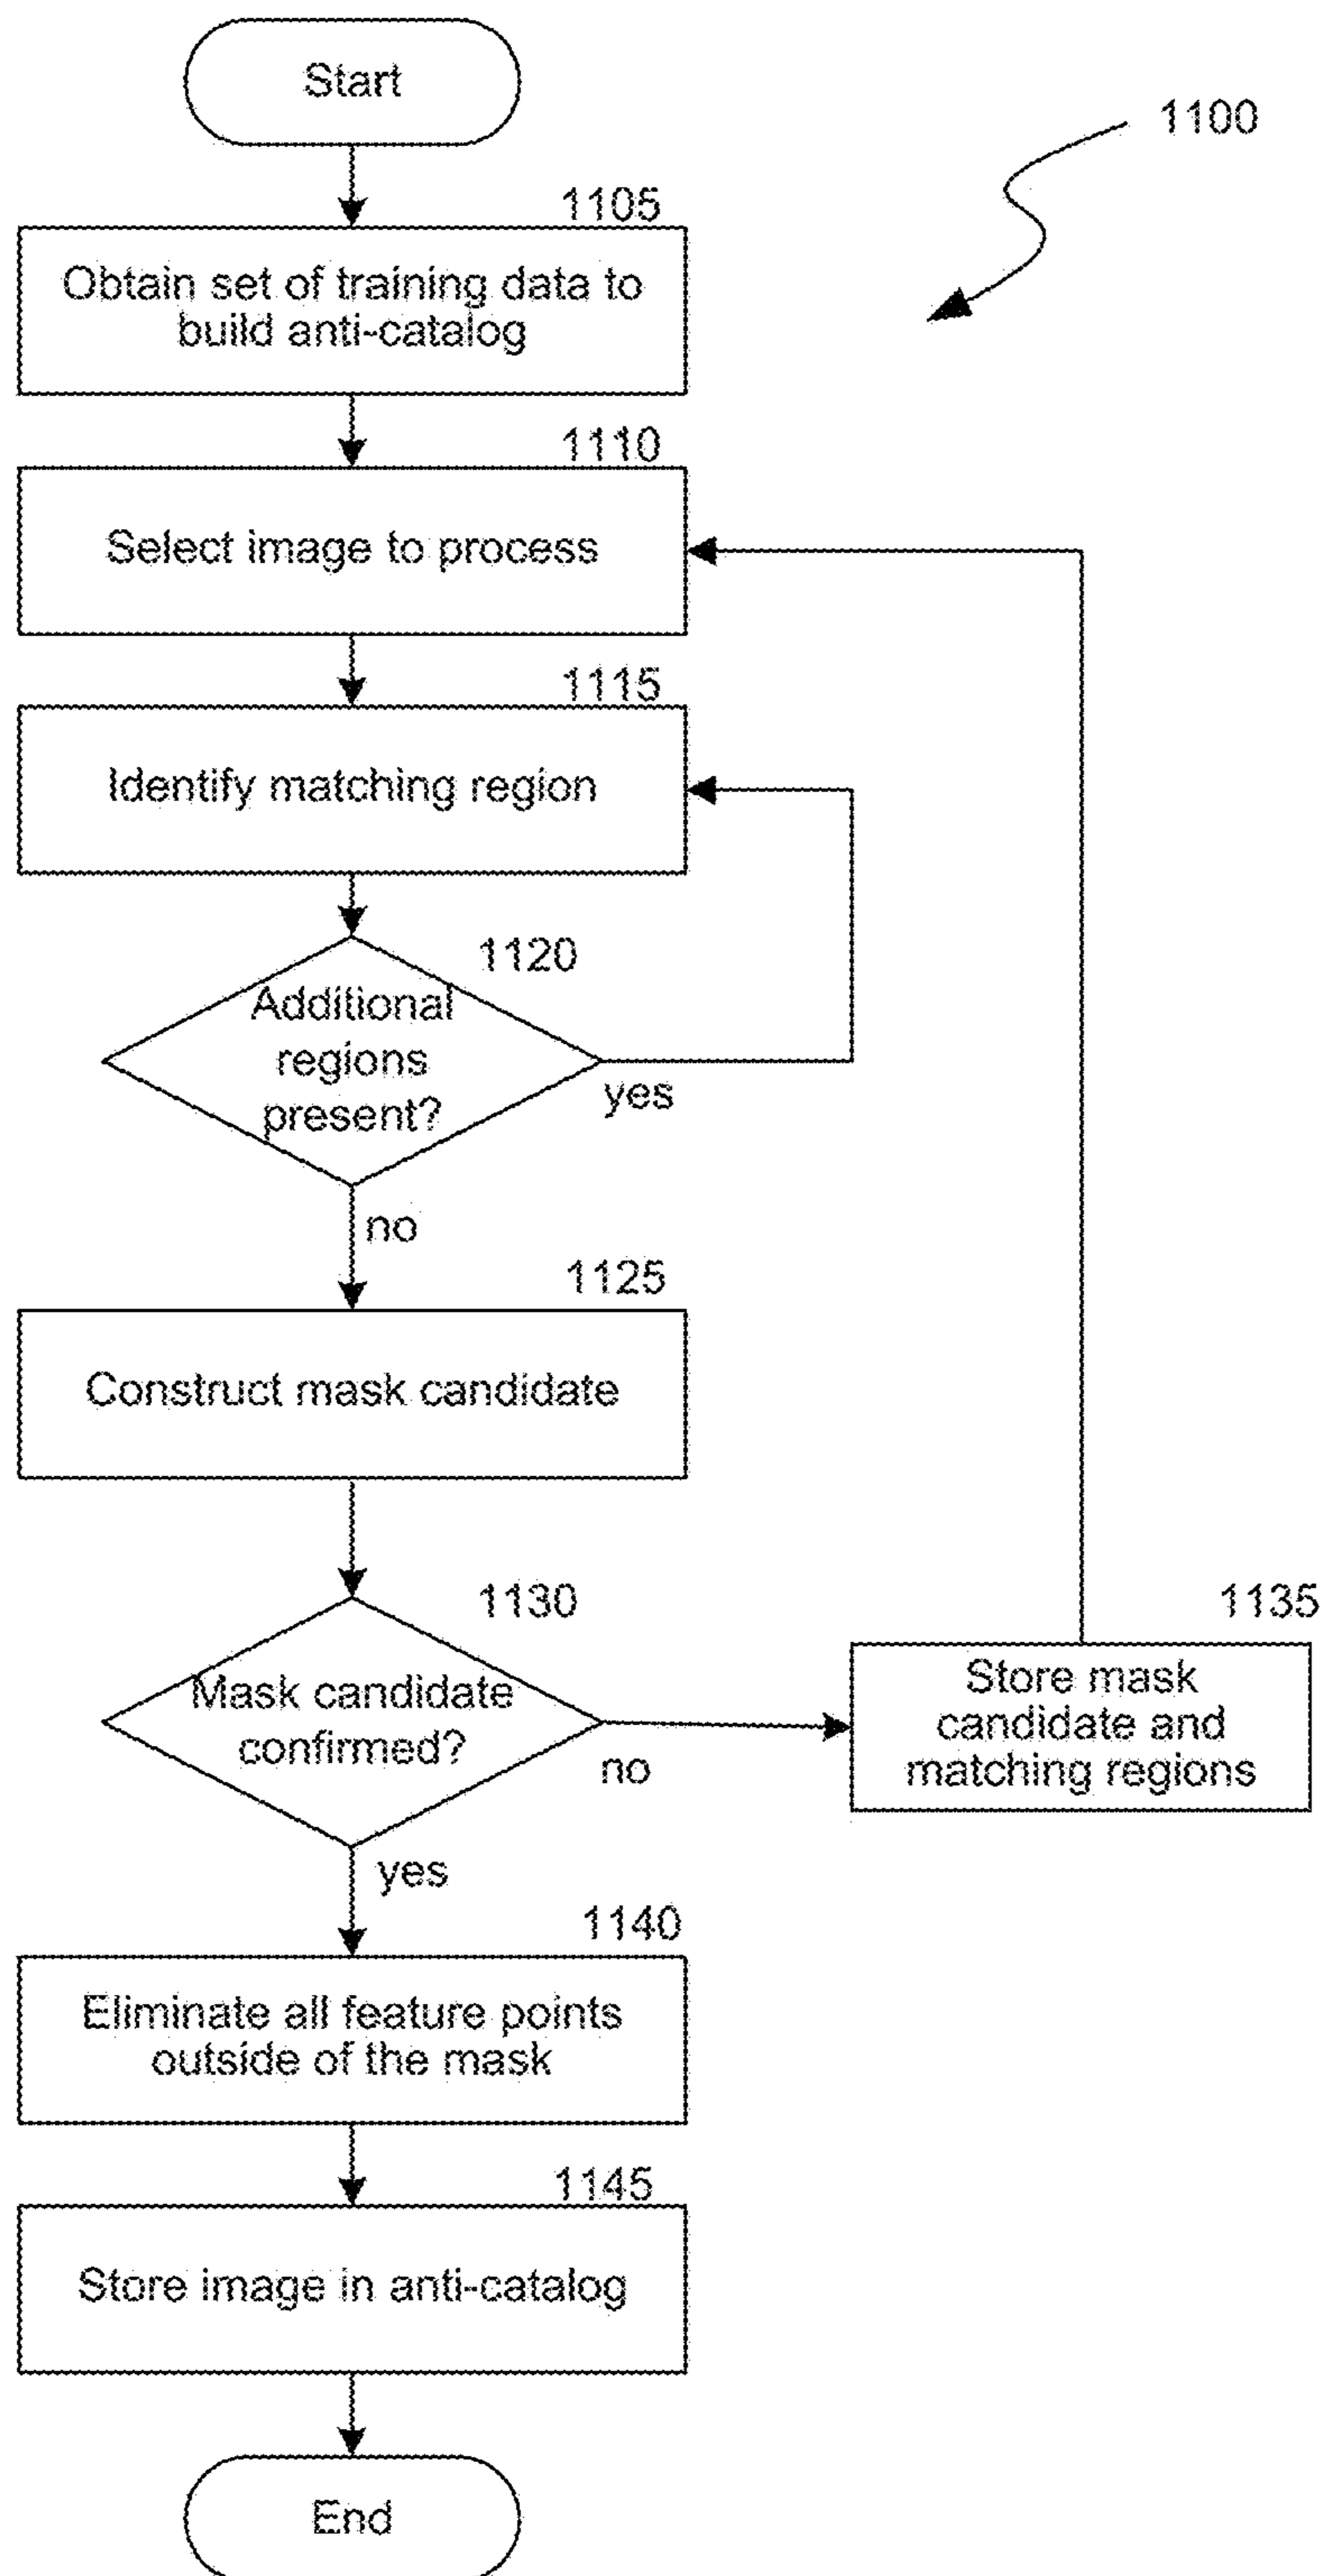 Start
1100
1105
Obtain set of training data to
build anti-catalog
1110
Select image to process
1115
Identify matching region
1120
Additional
regions
present?
yes
no
1125
Construct mask candidate
1130
Mask candidate
confirmed?
no
1135
Store mask
candidate and
matching regions
yes
1140
Eliminate all feature points
outside of the mask
1145
Store image in anti-catalog
End